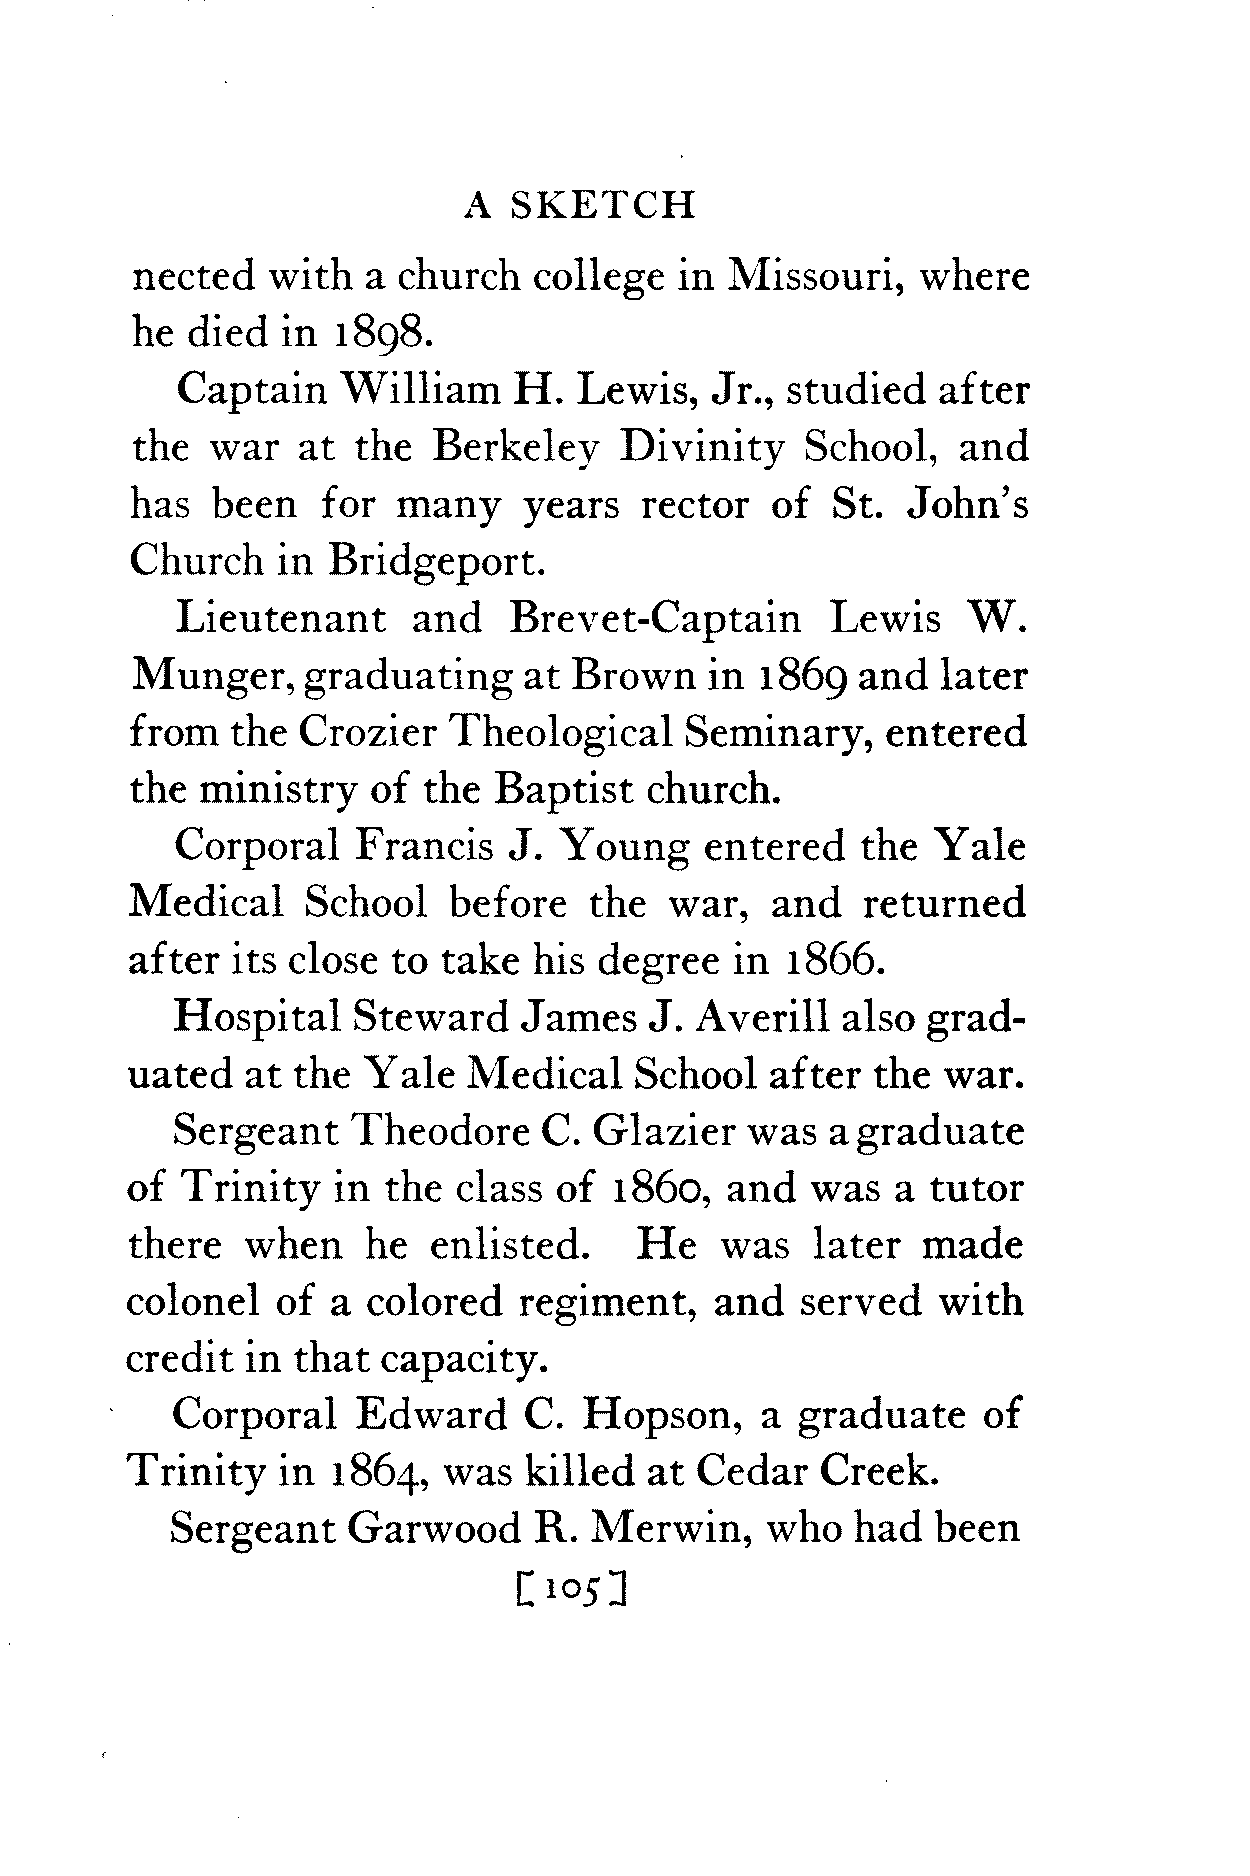 A SKETCH
nected with a church college in Missouri, where
he died in 1898.
Captain William H. Lewis, Jr., studied after
the war at the Berkeley Divinity School, and
has been for many years rector of St. John's
Church in Bridgeport.
Lieutenant and Brevet-Captain Lewis W.
Munger, graduating at Brown in 1869 and later
from the Crozier Theological Seminary, entered
the ministry of the Baptist church.
Corporal Francis J. Young entered the Yale
Medical School before the war, and returned
after its close to take his degree in 1866.
Hospital Steward James J. Averill also grad-
uated at the Yale Medical School after the war.
Sergeant Theodore C. Glazier was a graduate
of Trinity in the class of 1860, and was a tutor
there when he enlisted. He was later made
colonel of a colored regiment, and served with
credit in that capacity.
Corporal Edward C. Hopson, a graduate of
Trinity in 1864, was killed at Cedar Creek.
Sergeant Garwood R. Merwin, who had been
[105]